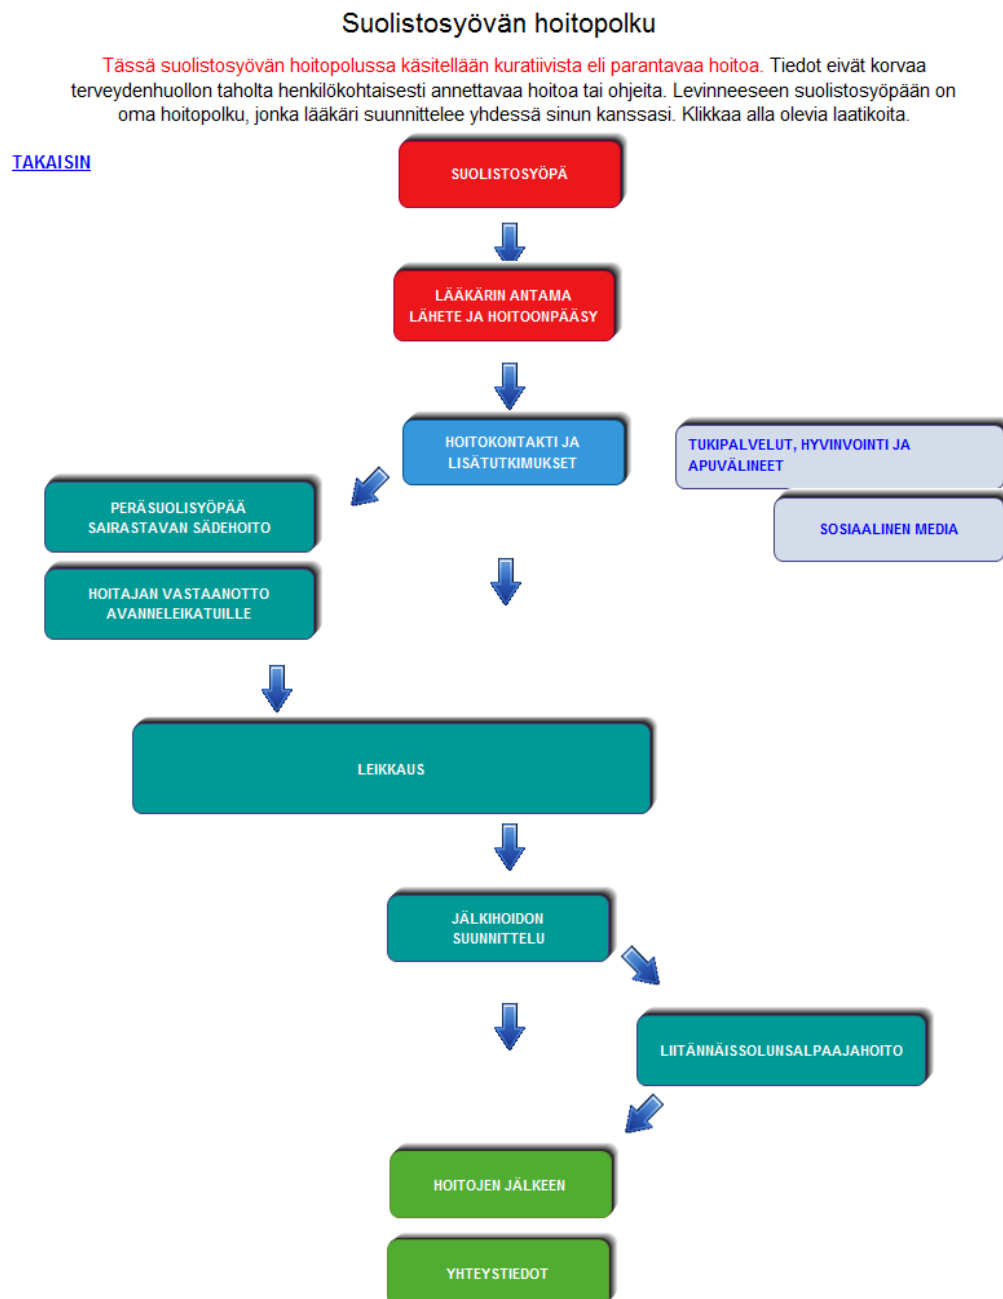 Suolistosyövän hoitopolku
Tässä suolistosyövän hoitopolussa käsitellään kuratiivista eli parantavaa hoitoa. Tiedot eivät korvaa
terveydenhuollon taholta henkilökohtaisesti annettavaa hoitoa tai ohjeita. Levinneeseen suolistosyöpään on
oma hoitopolku, jonka lääkäri suunnittelee yhdessä sinun kanssasi. Klikkaa alla olevia laatikoita.
TAKAISIN
SUOLISTOSYÖPÄ
LÄÄKÄRIN ANTAMA
LÄHETE JA HOITOONPÄÄSY
HOITOKONTAKTI JA
LISÄTUTKIMUKSET
TUKIPALVELUT, HYVINVOINTI JA
APUVÄLINEET
SOSIAALINEN MEDIA
PERÄSUOLISYÖPÄÄ
SAIRASTAVAN SÄDEHOITO
HOITAJAN VASTAANOTTO
AVANNELEIKATUILLE
LEIKKAUS
JÄLKIHOIDON
SUUNNITTELU
LIITÄNNÄISSOLUNSALPAAJAHOITO
HOITOJEN JÄLKEEN
YHTEYSTIEDOT